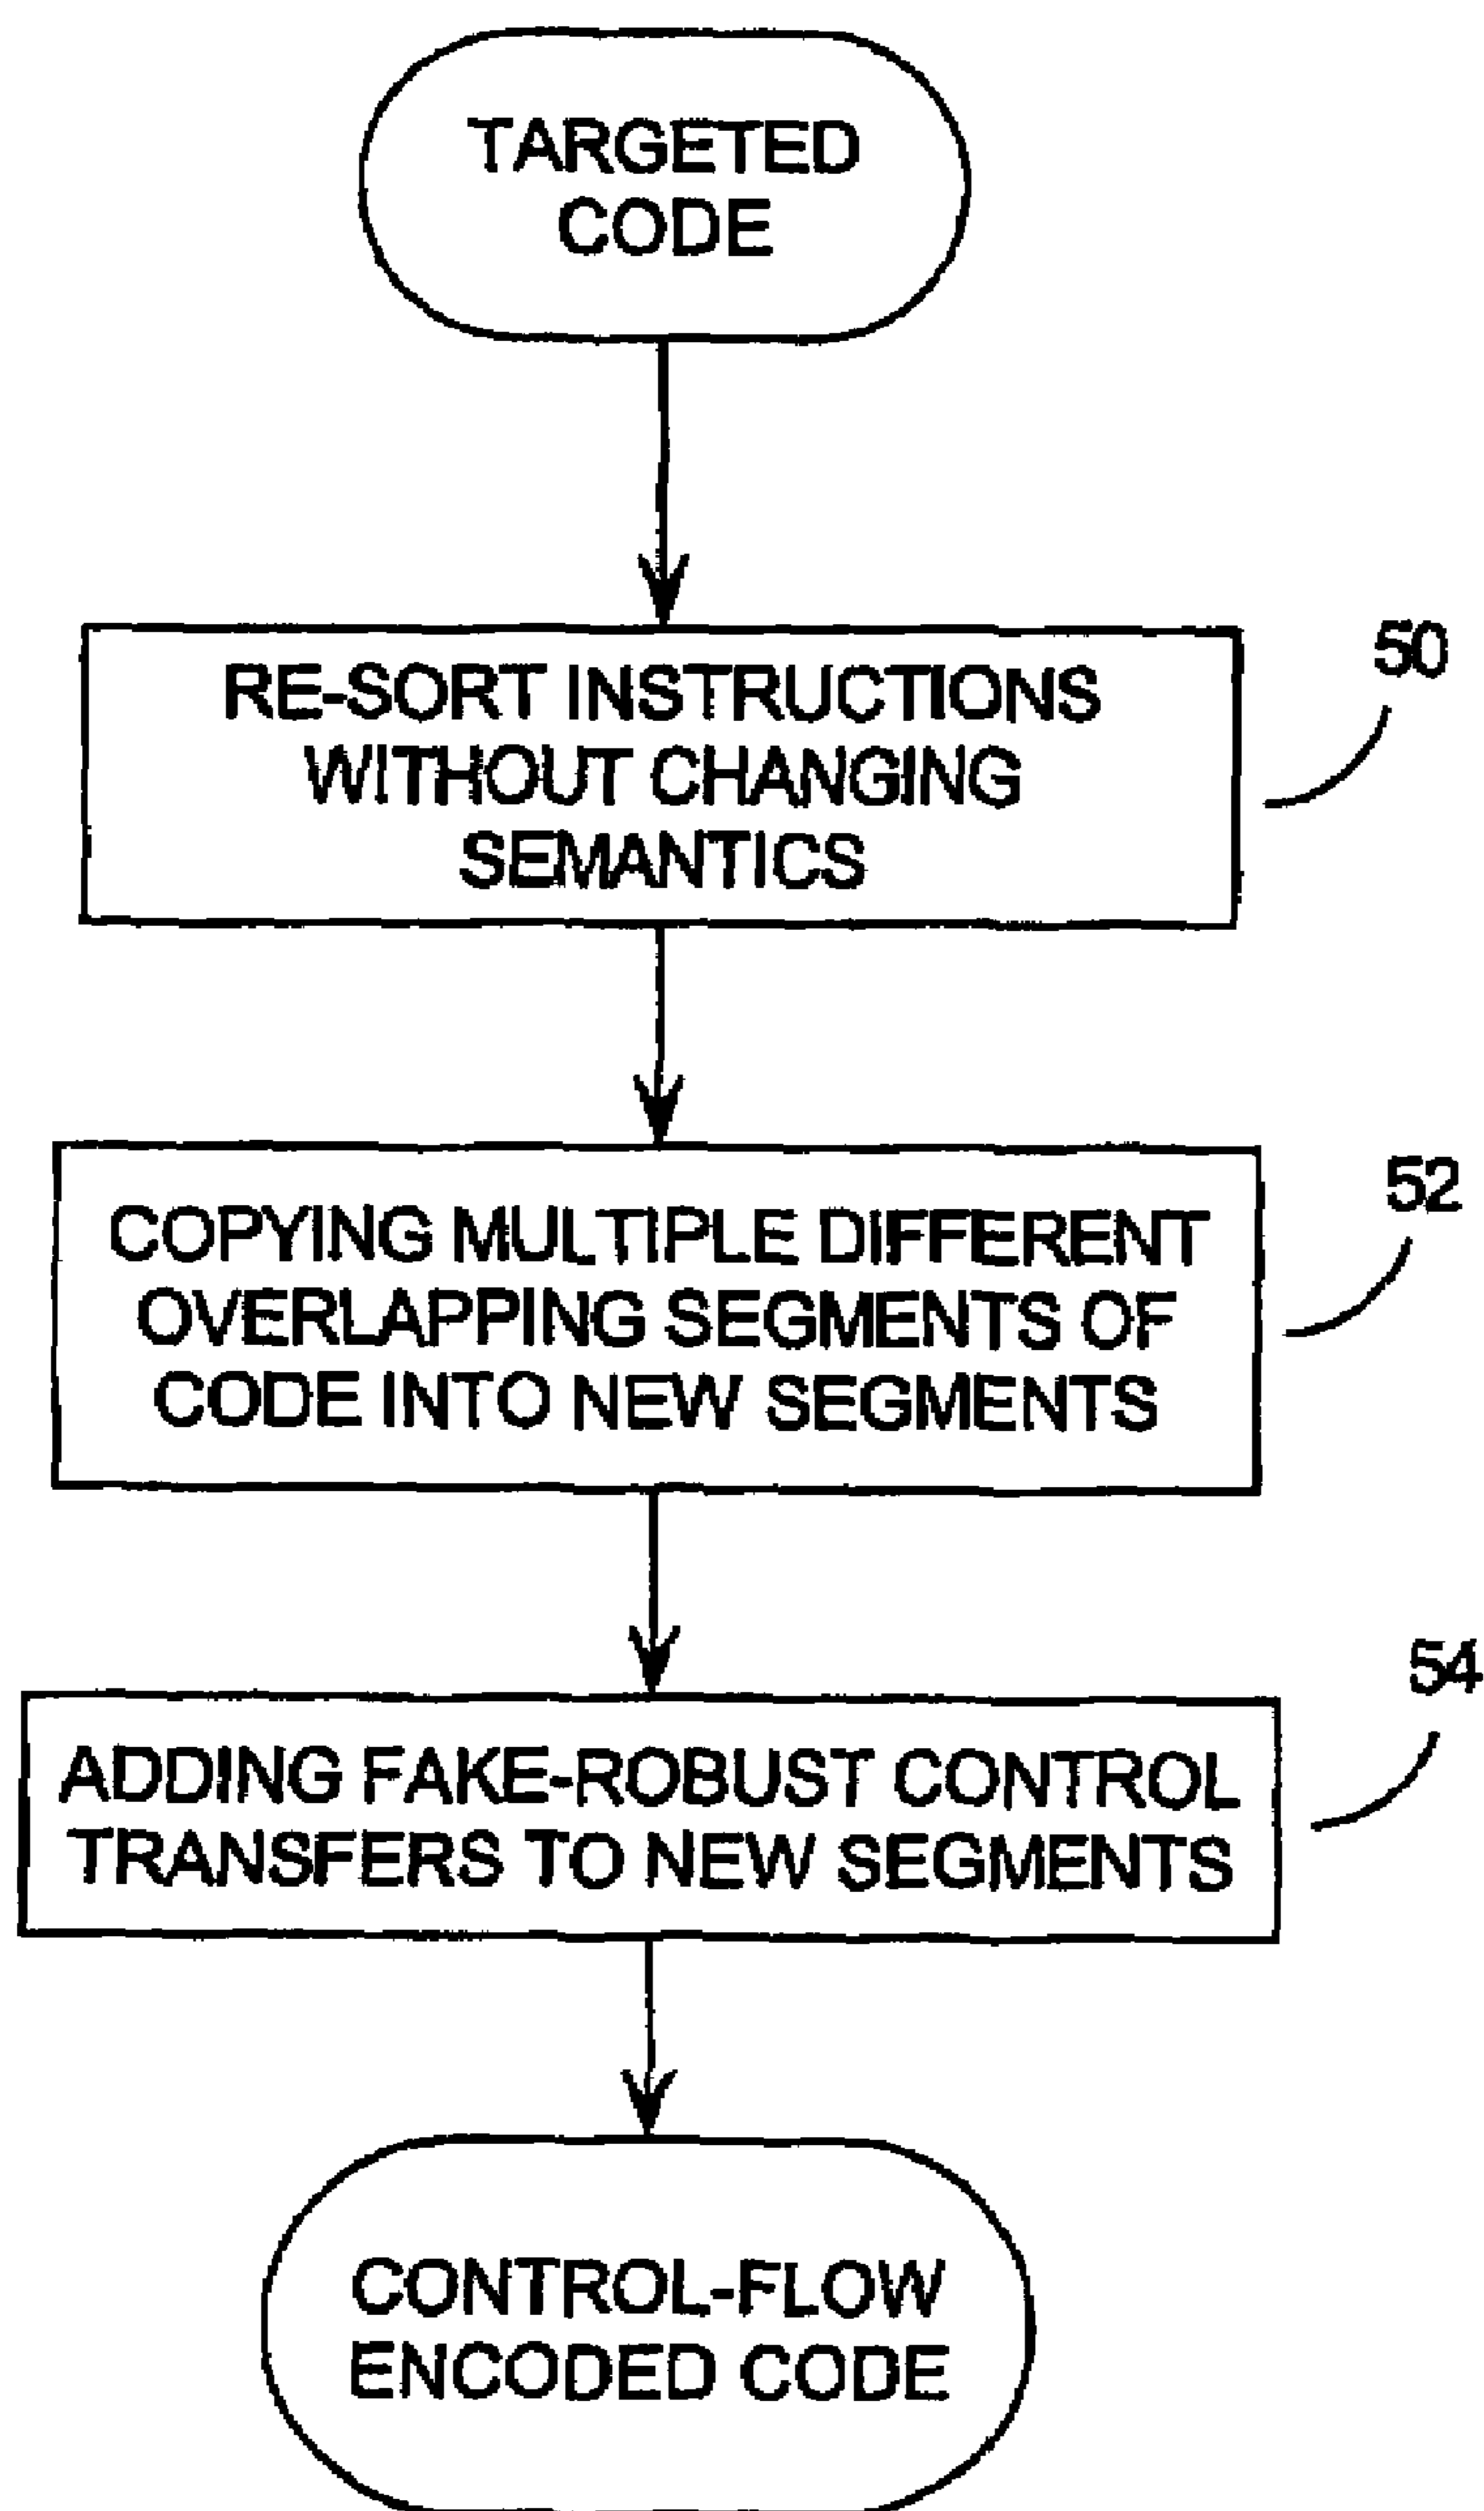 TARGETED
CODE
50
RE-SORT INSTRUCTIONS
WITHOUT CHANGING
SEMANTICS
52
COPYING MULTIPLE DIFFERENT
OVERLAPPING SEGMENTS OF
CODE INTO NEW SEGMENTS
54
ADDING FAKE-ROBUST CONTROL
TRANSFERS TO NEW SEGMENTS
CONTROL-FLOW
ENCODED CODE